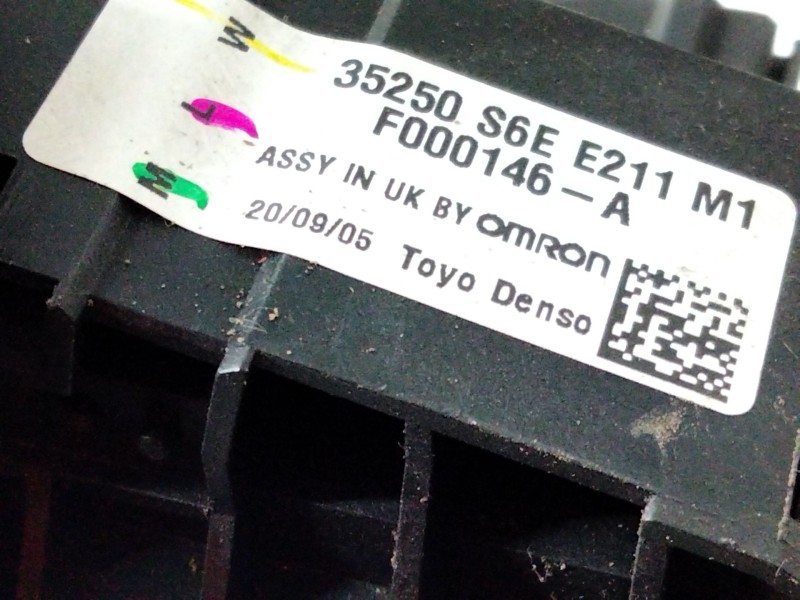 35250 S6E E211 M1
F000146-A
ASSY IN UK BY OMRON
20/09/05 Toyo Denso
W
L
M